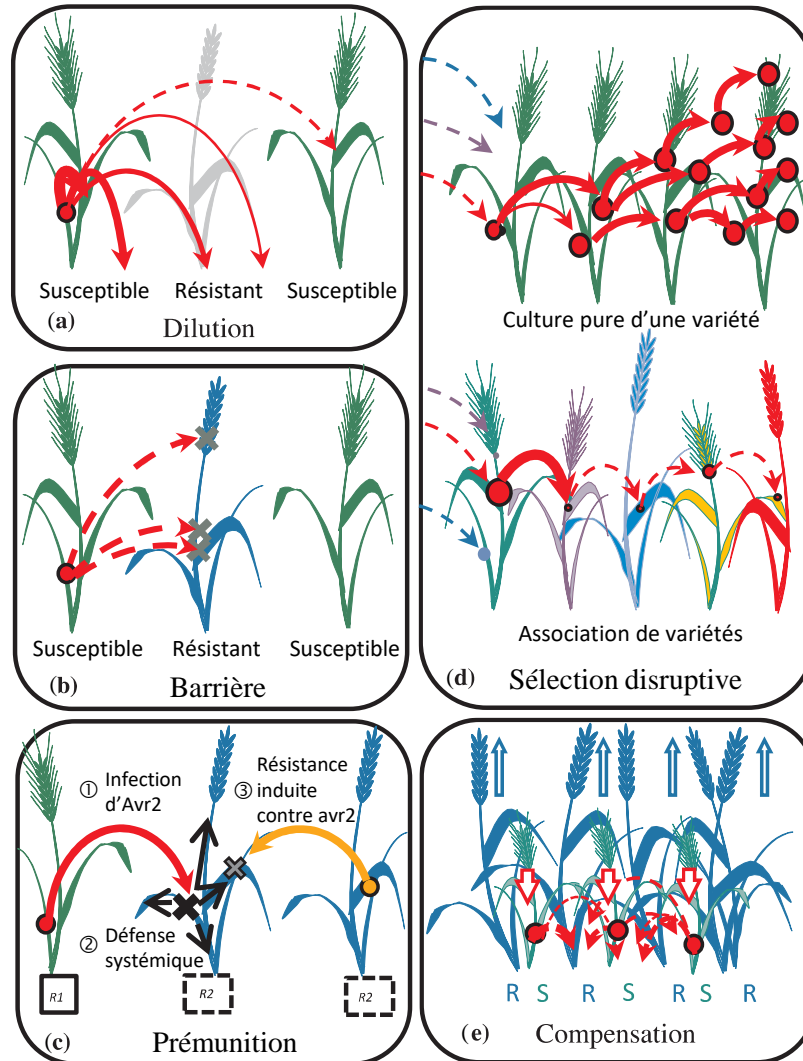 Susceptible Résistant Susceptible
(a) Dilution
Susceptible Résistant Susceptible
(b) Barrière
① Infection d'Avr2
③ Résistance induite contre avr2
② Défense systémique
R1 R2 R2
(c) Prémunition
Culture pure d'une variété
Association de variétés
(d) Sélection disruptive
R S R S R S R
(e) Compensation